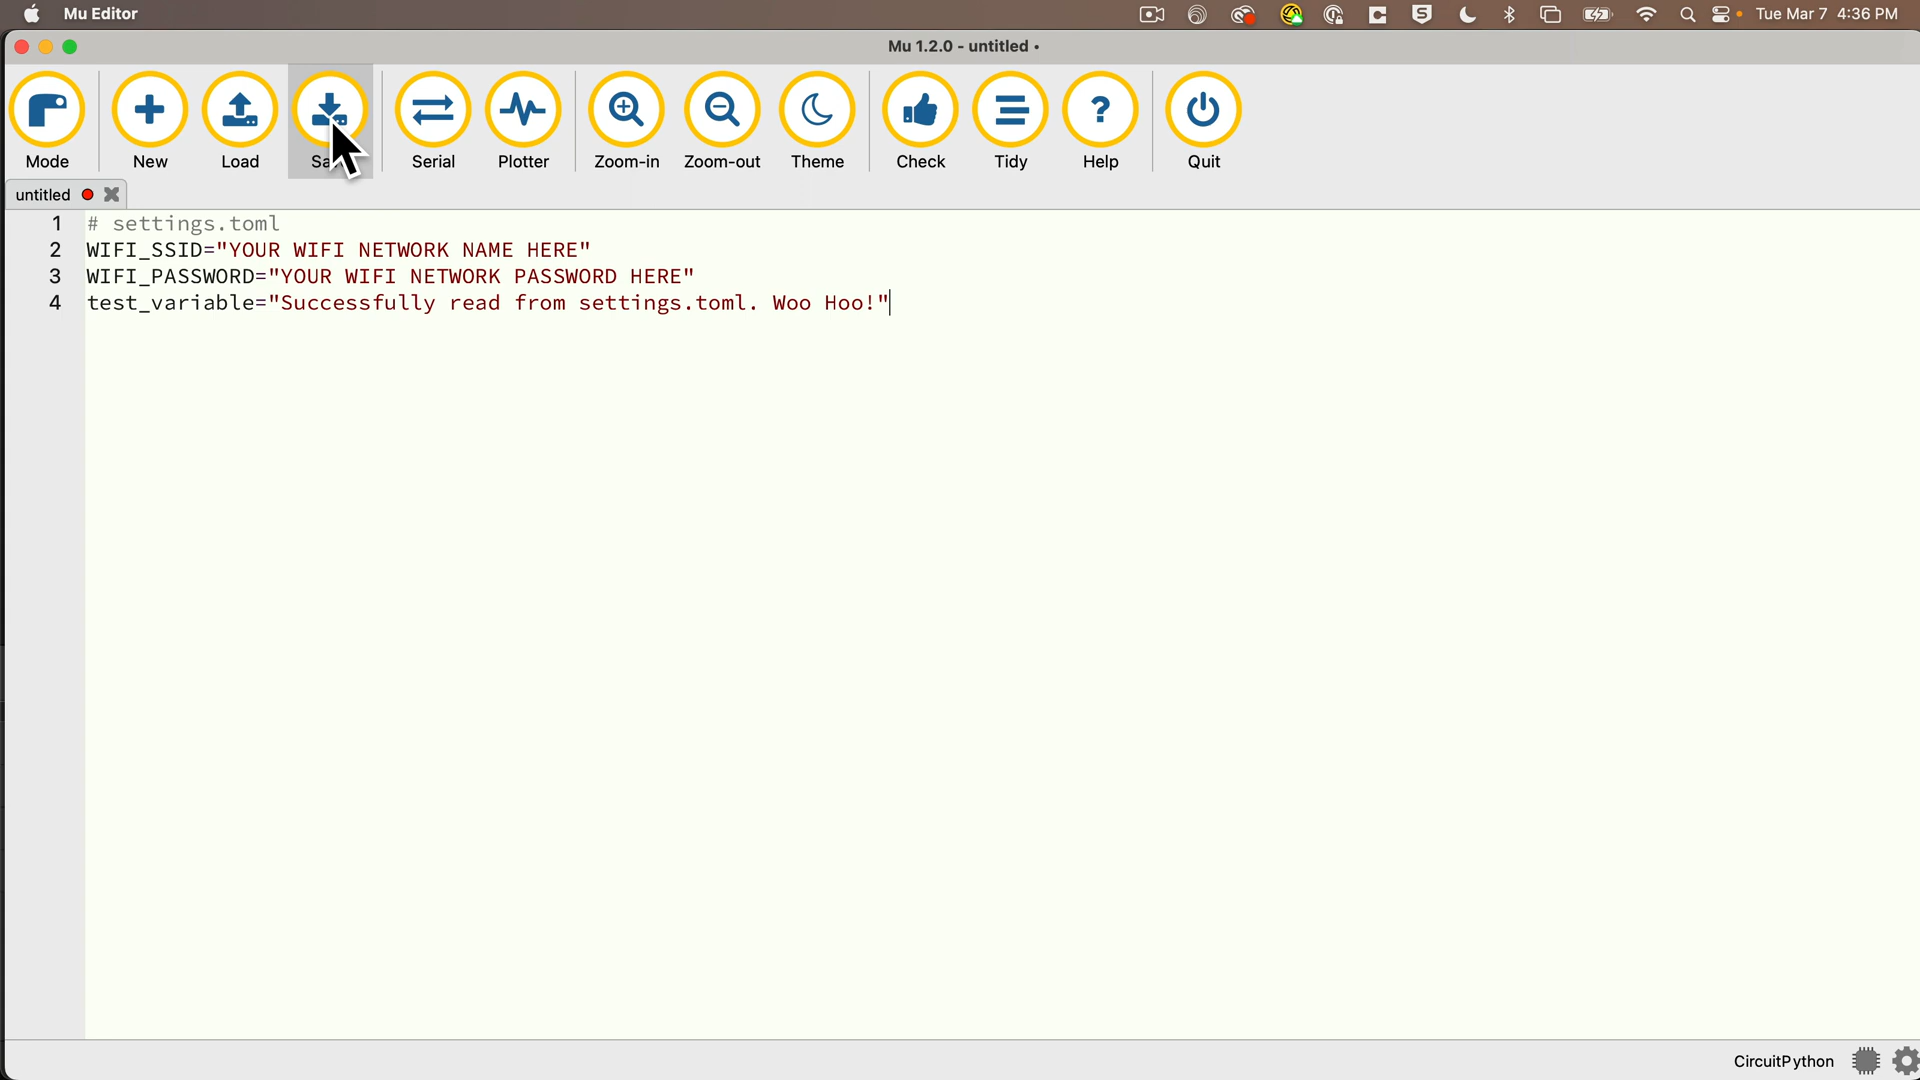 Mu Editor
Tue Mar 7 4:36 PM
Mu 1.2.0 - untitled •
Mode
New
Load
Serial
Plotter
Zoom-in
Zoom-out
Theme
Check
Tidy
Help
Quit
untitled
1 # settings.toml
2 WIFI_SSID="YOUR WIFI NETWORK NAME HERE"
3 WIFI_PASSWORD="YOUR WIFI NETWORK PASSWORD HERE"
4 test_variable="Successfully read from settings.toml. Woo Hoo!"
CircuitPython